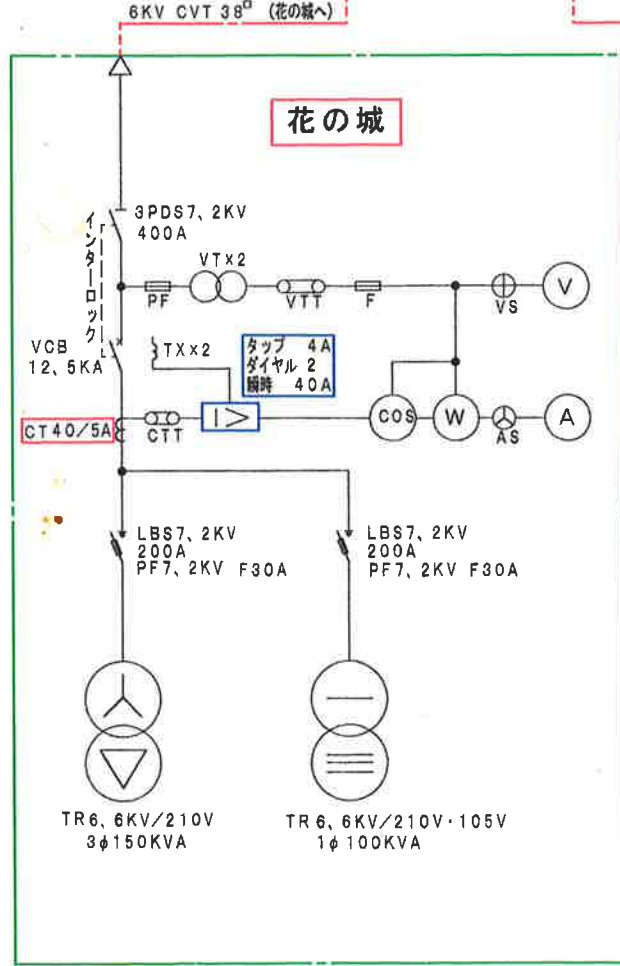 6KV CVT 38□ (花の城へ)
花の城
3PDS7, 2KV
400A
インターロック
PF
VT×2
VTT
F
VS
V
VCB
12, 5KA
TX×2
タップ 4A
ダイヤル 2
瞬時 40A
CT40/5A
CTT
I>
COS
W
AS
A
LBS7, 2KV
200A
PF7, 2KV F30A
LBS7, 2KV
200A
PF7, 2KV F30A
TR6, 6KV/210V
3φ150KVA
TR6, 6KV/210V・105V
1φ100KVA